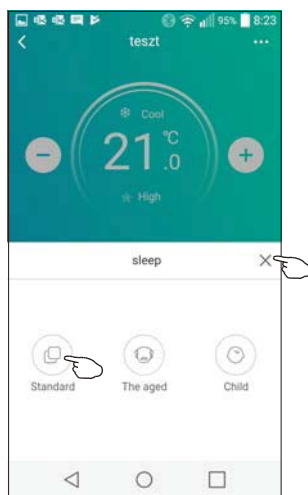 95% 8:23
teszt
Cool
21.0 °C
High
sleep
Standard The aged Child